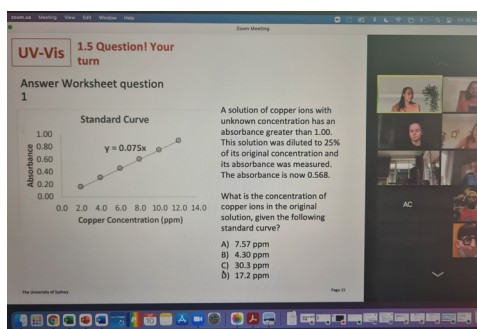 zoom.us Meeting View Edit Window Help
Zoom Meeting
UV-Vis
1.5 Question! Your
turn
Answer Worksheet question
1
Standard Curve
y = 0.075x
Absorbance
1.00
0.80
0.60
0.40
0.20
0.00
0.0 2.0 4.0 6.0 8.0 10.0 12.0 14.0
Copper Concentration (ppm)
A solution of copper ions with
unknown concentration has an
absorbance greater than 1.00.
This solution was diluted to 25%
of its original concentration and
its absorbance was measured.
The absorbance is now 0.568.
What is the concentration of
copper ions in the original
solution, given the following
standard curve?
A) 7.57 ppm
B) 4.30 ppm
C) 30.3 ppm
D) 17.2 ppm
The University of Sydney
AC